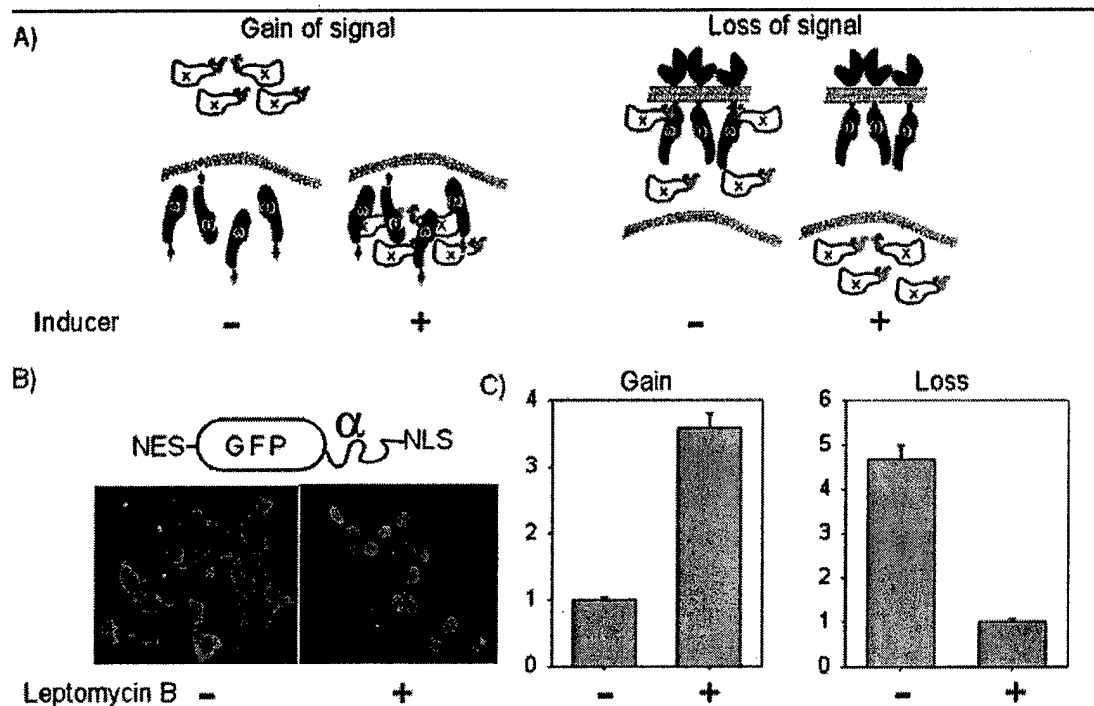 A) Gain of signal Loss of signal
x x
x x
x x
x x
x x
x x
x x
x x
Inducer - + - +
B) C) Gain Loss
NES GFP α NLS
4
3
2
1
0
6
5
4
3
2
1
0
Leptomycin B - + - + - +